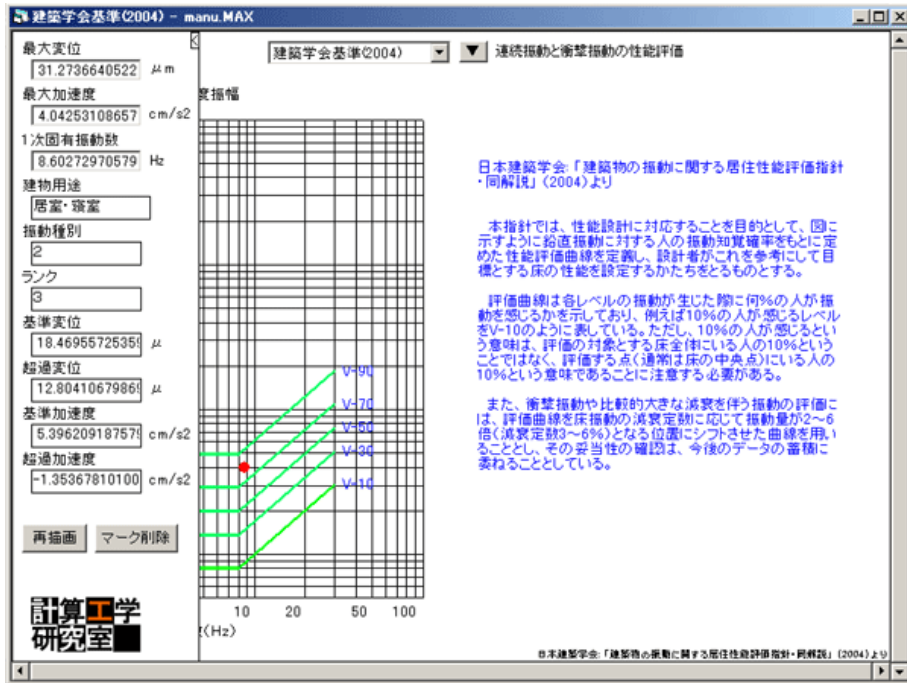 建築学会基準(2004) - manu.MAX
最大変位
31.2736640522 μm
最大加速度
4.04253108657 cm/s2
1次固有振動数
8.60272970579 Hz
建物用途
居室・寝室
振動種別
2
ランク
3
基準変位
18.4695572535 μ
超過変位
12.8041067986 μ
基準加速度
5.39620918757 cm/s2
超過加速度
-1.35367810100 cm/s2
再描画 マーク削除
計算工学
研究室
建築学会基準(2004) ▼ 連続振動と衝撃振動の性能評価
度振幅
V-90
V-70
V-50
V-30
V-10
10 20 50 100
(Hz)
日本建築学会:「建築物の振動に関する居住性能評価指針
・同解説」(2004)より
本指針では、性能設計に対応することを目的として、図に
示すように鉛直振動に対する人の振動知覚確率をもとに定
めた性能評価曲線を定義し、設計者がこれを参考にして目
標とする床の性能を設定するかたちをとるものとする。
評価曲線は各レベルの振動が生じた際に何%の人が振
動を感じるかを示しており、例えば10%の人が感じるレベル
をV-10のように表している。ただし、10%の人が感じるとい
う意味は、評価の対象とする床全体にいる人の10%という
ことではなく、評価する点(通常は床の中央点)にいる人の
10%という意味であることに注意する必要がある。
また、衝撃振動や比較的大きな減衰を伴う振動の評価に
は、評価曲線を床振動の減衰定数に応じて振動量が2~6
倍(減衰定数3~6%)となる位置にシフトさせた曲線を用い
ることとし、その妥当性の確認は、今後のデータの蓄積に
委ねることとしている。
日本建築学会:「建築物の振動に関する居住性能評価指針・同解説」(2004)より